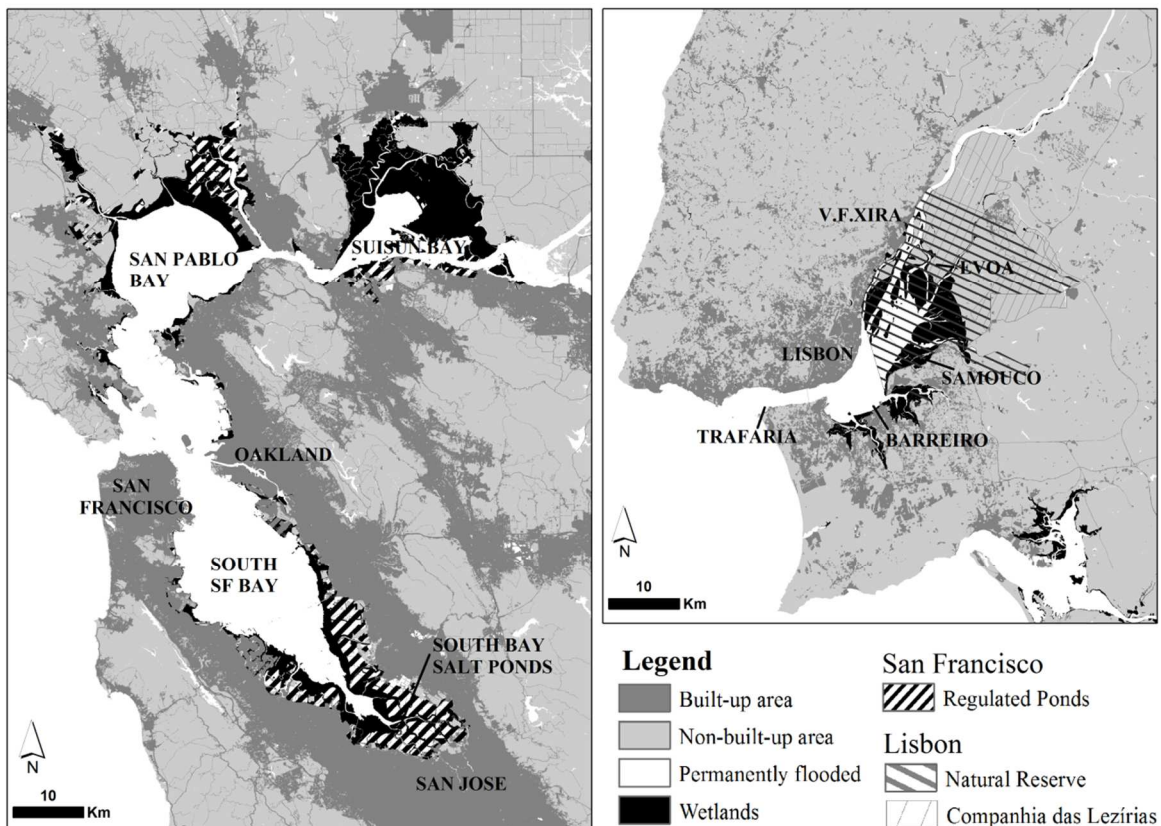 SAN PABLO
BAY
SUISUN BAY
OAKLAND
SAN
FRANCISCO
SOUTH
SF BAY
SOUTH BAY
SALT PONDS
SAN JOSE
N
10
Km
V.F.XIRA
EVOA
LISBON
SAMOUCO
TRAFARIA
BARREIRO
N
10
Km
Legend
Built-up area
Non-built-up area
Permanently flooded
Wetlands
San Francisco
Regulated Ponds
Lisbon
Natural Reserve
Companhia das Lezírias